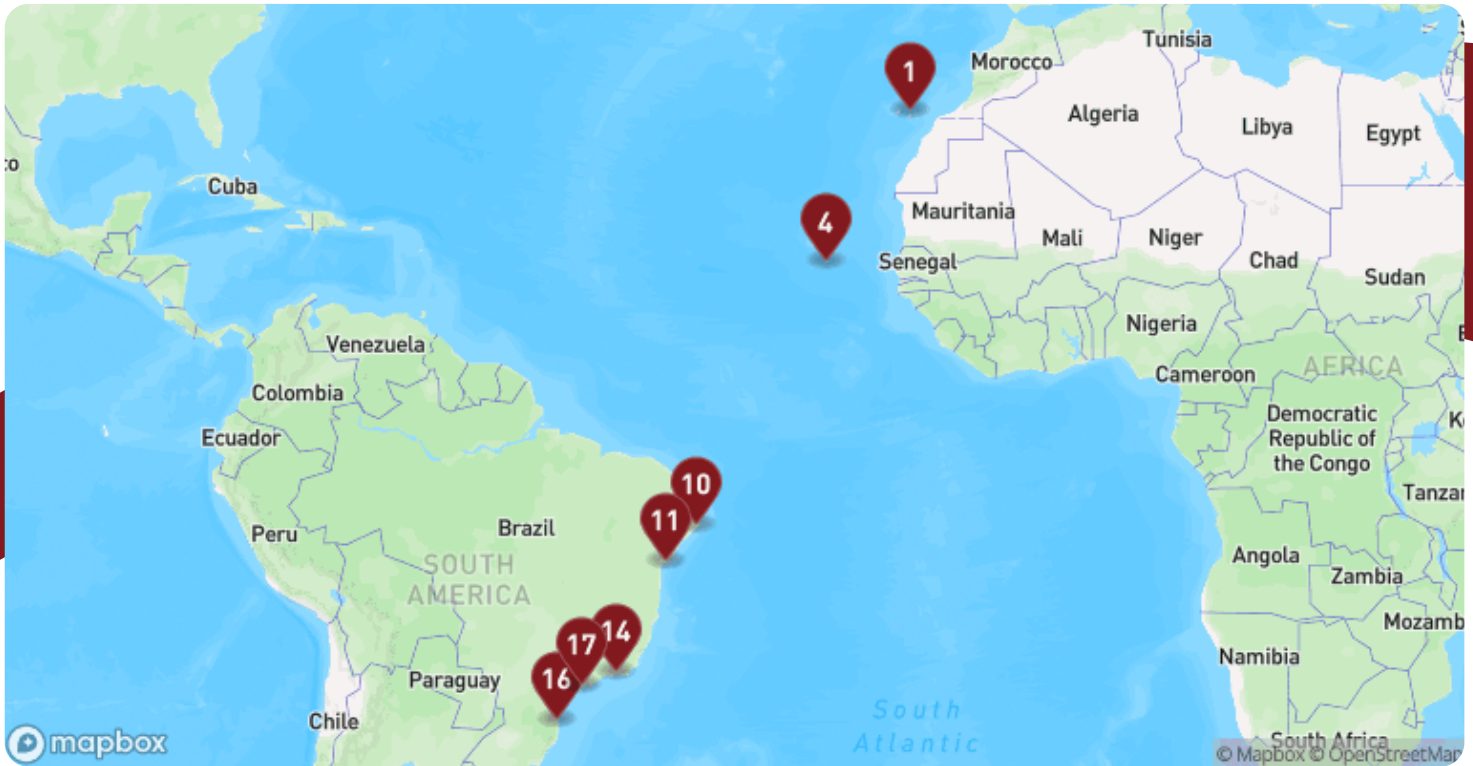 Tunisia
Morocco
1
Algeria
Libya
Egypt
co
Cuba
4
Mauritania
Mali
Niger
Chad
Senegal
Sudan
Nigeria
Venezuela
Cameroon
AFRICA
Colombia
Democratic
Republic of
the Congo
Ecuador
10
Tanzar
11
Brazil
Peru
SOUTH
AMERICA
Angola
Zambia
Mozamb
14
17
16
Namibia
Paraguay
Chile
South
Atlantic
South Africa
mapbox
© Mapbox © OpenStreetMap